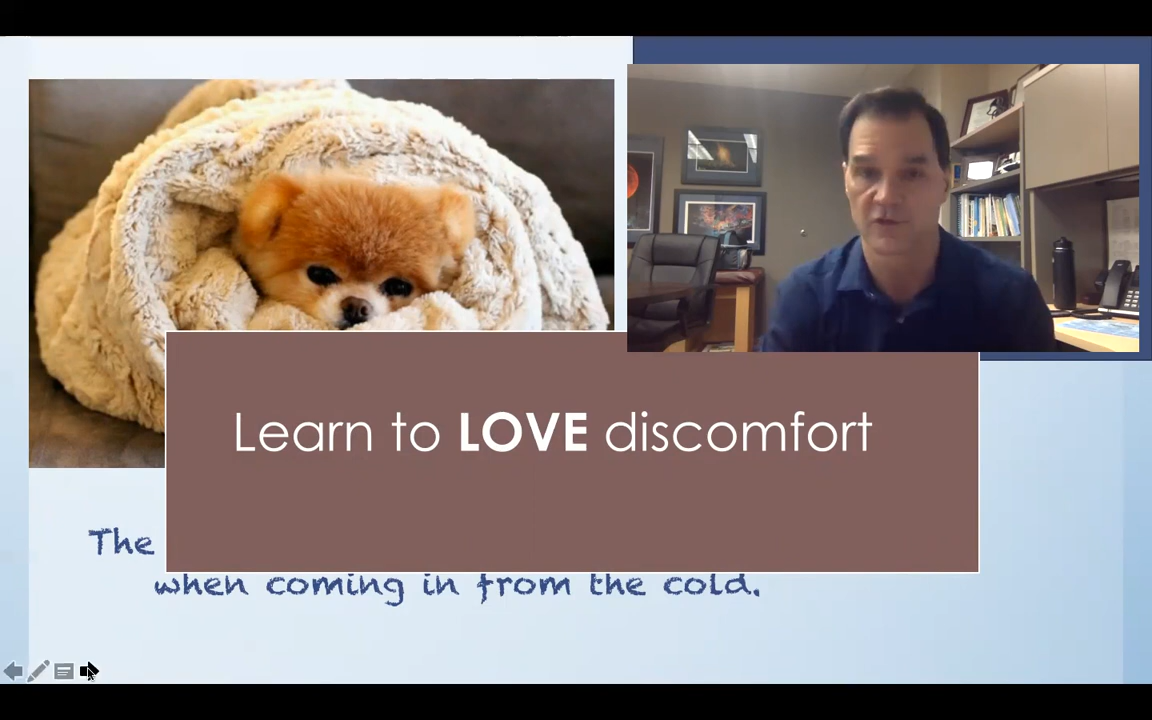 Learn to LOVE discomfort
The
when coming in from the cold.